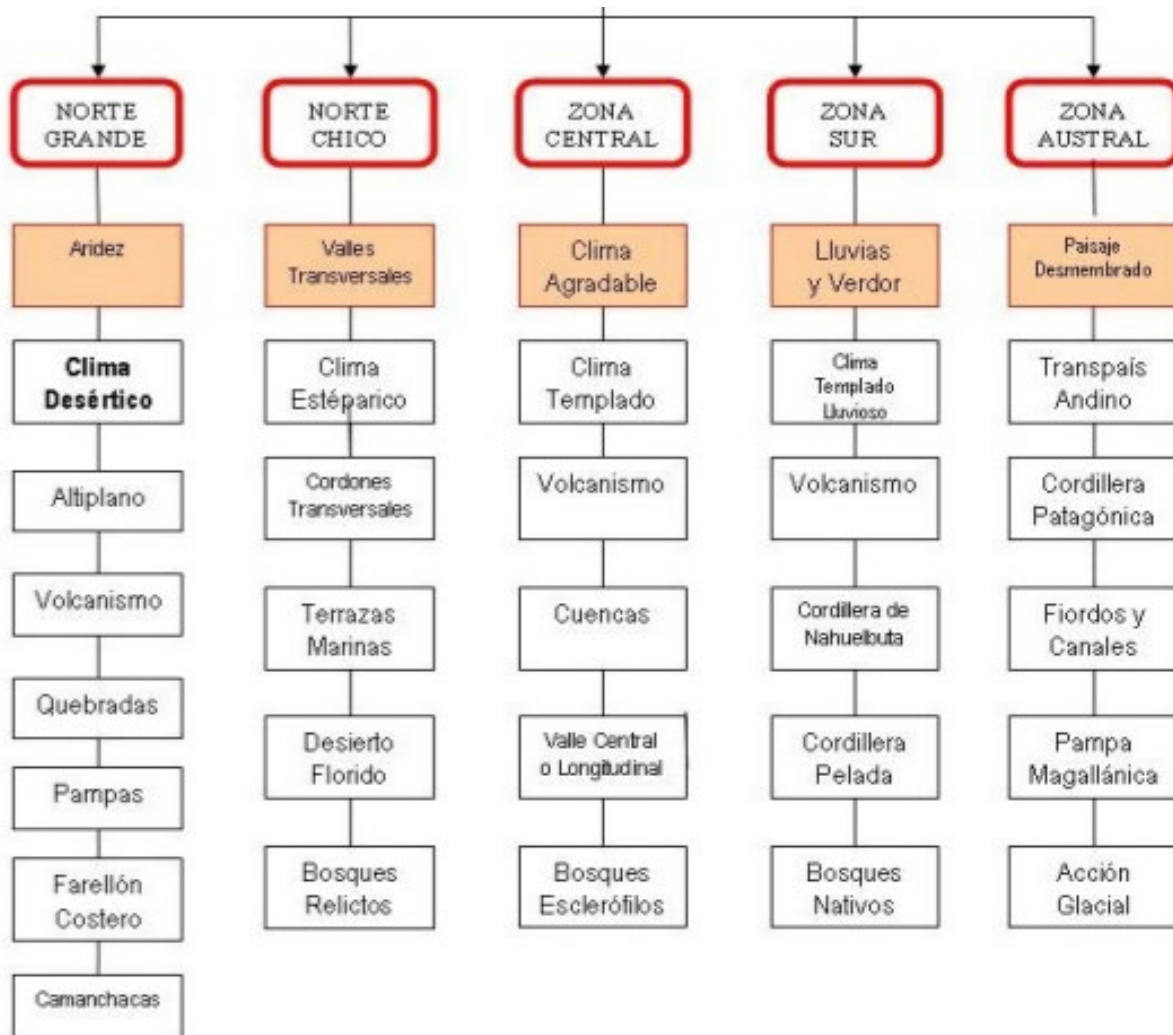 NORTE
GRANDE
NORTE
CHICO
ZONA
CENTRAL
ZONA
SUR
ZONA
AUSTRAL
Aridez
Valles
Transversales
Clima
Agradable
Lluvias
y Verdor
Paisaje
Desmembrado
Clima
Desértico
Clima
Estéparico
Clima
Templado
Clima
Templado
Lluvioso
Transpaís
Andino
Altiplano
Cordones
Transversales
Volcanismo
Volcanismo
Cordillera
Patagónica
Volcanismo
Terrazas
Marinas
Cuencas
Cordillera de
Nahuelbuta
Fiordos y
Canales
Quebradas
Desierto
Florido
Valle Central
o Longitudinal
Cordillera
Pelada
Pampa
Magallánica
Pampas
Farellón
Costero
Bosques
Relictos
Bosques
Esclerófilos
Bosques
Nativos
Acción
Glacial
Camanchacas